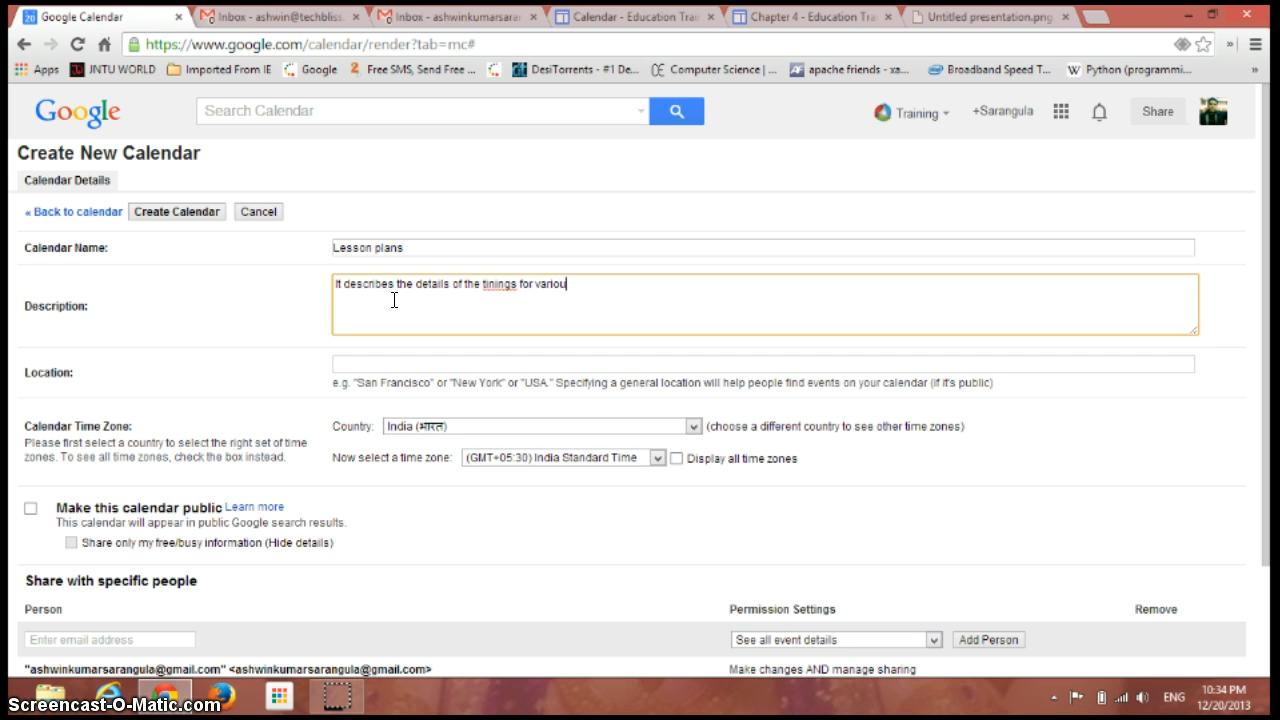 Google Calendar
Inbox - ashwin@techbliss.
Inbox - ashwinkumarsara
Calendar - Education Trai
Chapter 4 - Education Tra
Untitled presentation.png
https://www.google.com/calendar/render?tab=mc#
Apps
JNTU WORLD
Imported From IE
Google
Free SMS, Send Free ...
DesiTorrents - #1 De...
Computer Science | ...
apache friends - xa...
Broadband Speed T...
Python (programmi...
Google
Search Calendar
Training
+Sarangula
Share
Create New Calendar
Calendar Details
« Back to calendar
Create Calendar
Cancel
Calendar Name:
Lesson plans
Description:
It describes the details of the tinings for variou
Location:
e.g. "San Francisco" or "New York" or "USA." Specifying a general location will help people find events on your calendar (if it's public)
Calendar Time Zone:
Please first select a country to select the right set of time
zones. To see all time zones, check the box instead.
Country:
India (भारत)
(choose a different country to see other time zones)
Now select a time zone:
(GMT+05:30) India Standard Time
Display all time zones
Make this calendar public Learn more
This calendar will appear in public Google search results.
Share only my free/busy information (Hide details)
Share with specific people
Person
Permission Settings
Remove
Enter email address
See all event details
Add Person
"ashwinkumarsarangula@gmail.com" <ashwinkumarsarangula@gmail.com>
Make changes AND manage sharing
ENG
10:34 PM
12/20/2013
Screencast-O-Matic.com